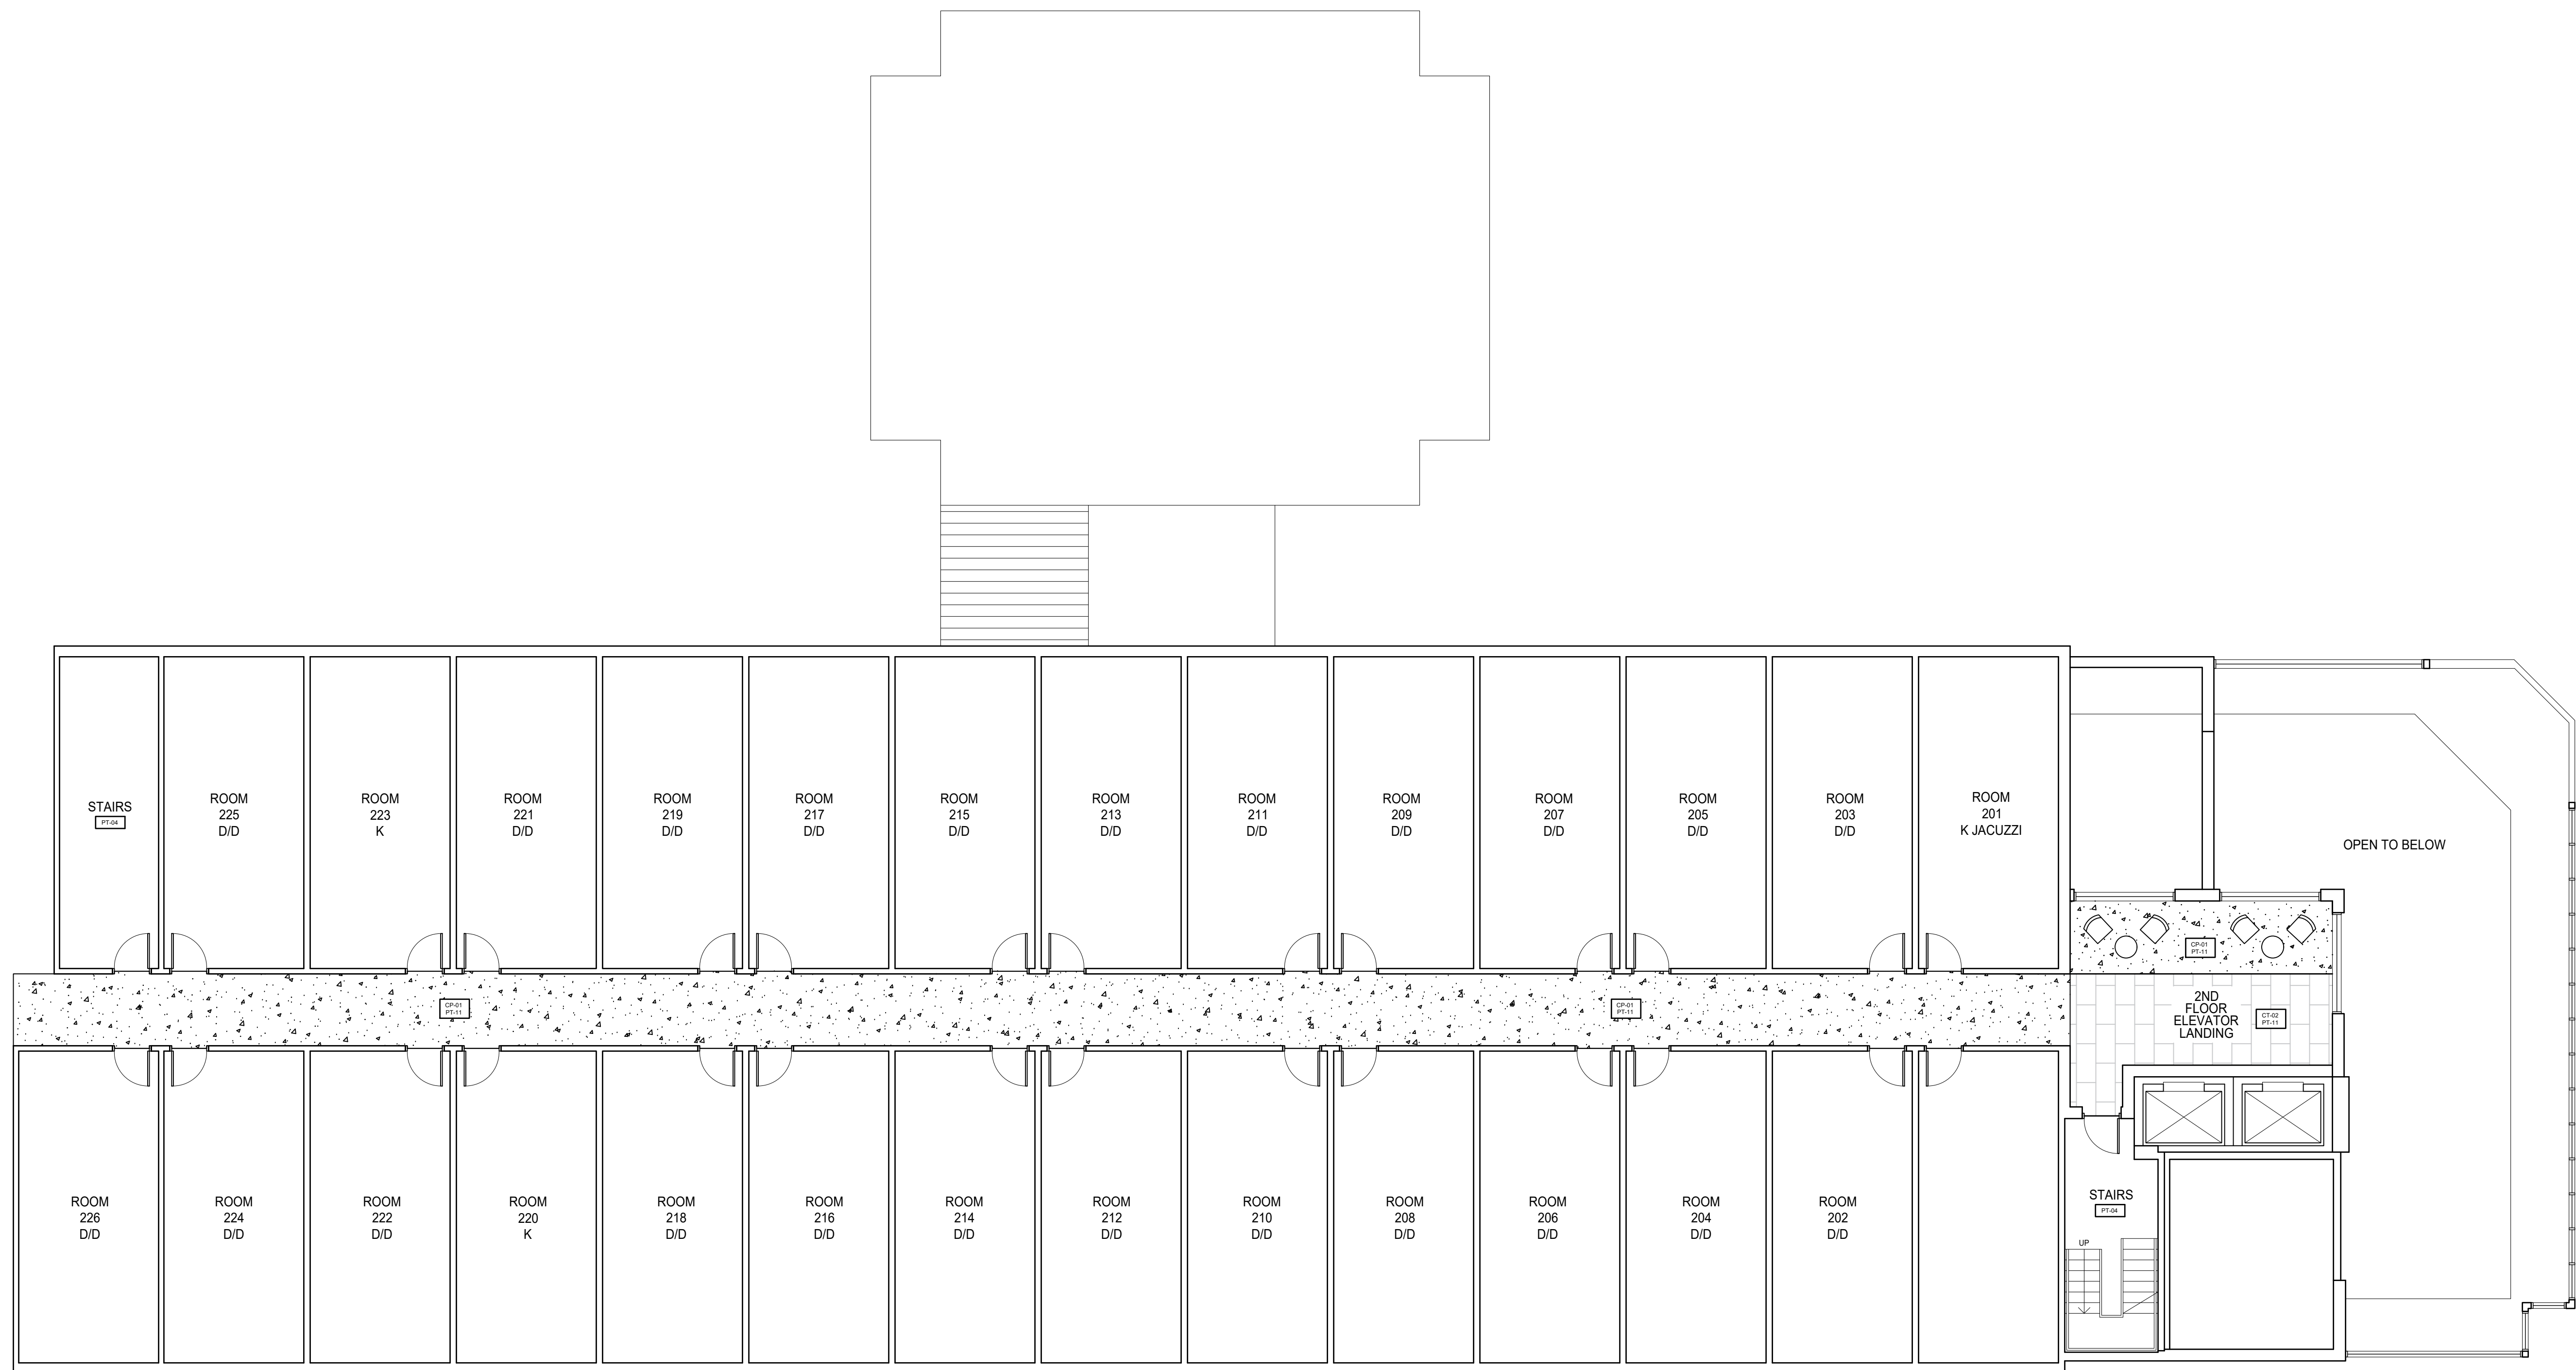 STAIRS
PT-04
ROOM
225
D/D
ROOM
223
K
ROOM
221
D/D
ROOM
219
D/D
ROOM
217
D/D
ROOM
215
D/D
ROOM
213
D/D
ROOM
211
D/D
ROOM
209
D/D
ROOM
207
D/D
ROOM
205
D/D
ROOM
203
D/D
ROOM
201
K JACUZZI
OPEN TO BELOW
CP-01
PT-11
CP-01
PT-11
CP-01
PT-11
2ND
FLOOR
ELEVATOR
LANDING
CT-02
PT-11
ROOM
226
D/D
ROOM
224
D/D
ROOM
222
D/D
ROOM
220
K
ROOM
218
D/D
ROOM
216
D/D
ROOM
214
D/D
ROOM
212
D/D
ROOM
210
D/D
ROOM
208
D/D
ROOM
206
D/D
ROOM
204
D/D
ROOM
202
D/D
STAIRS
PT-04
UP